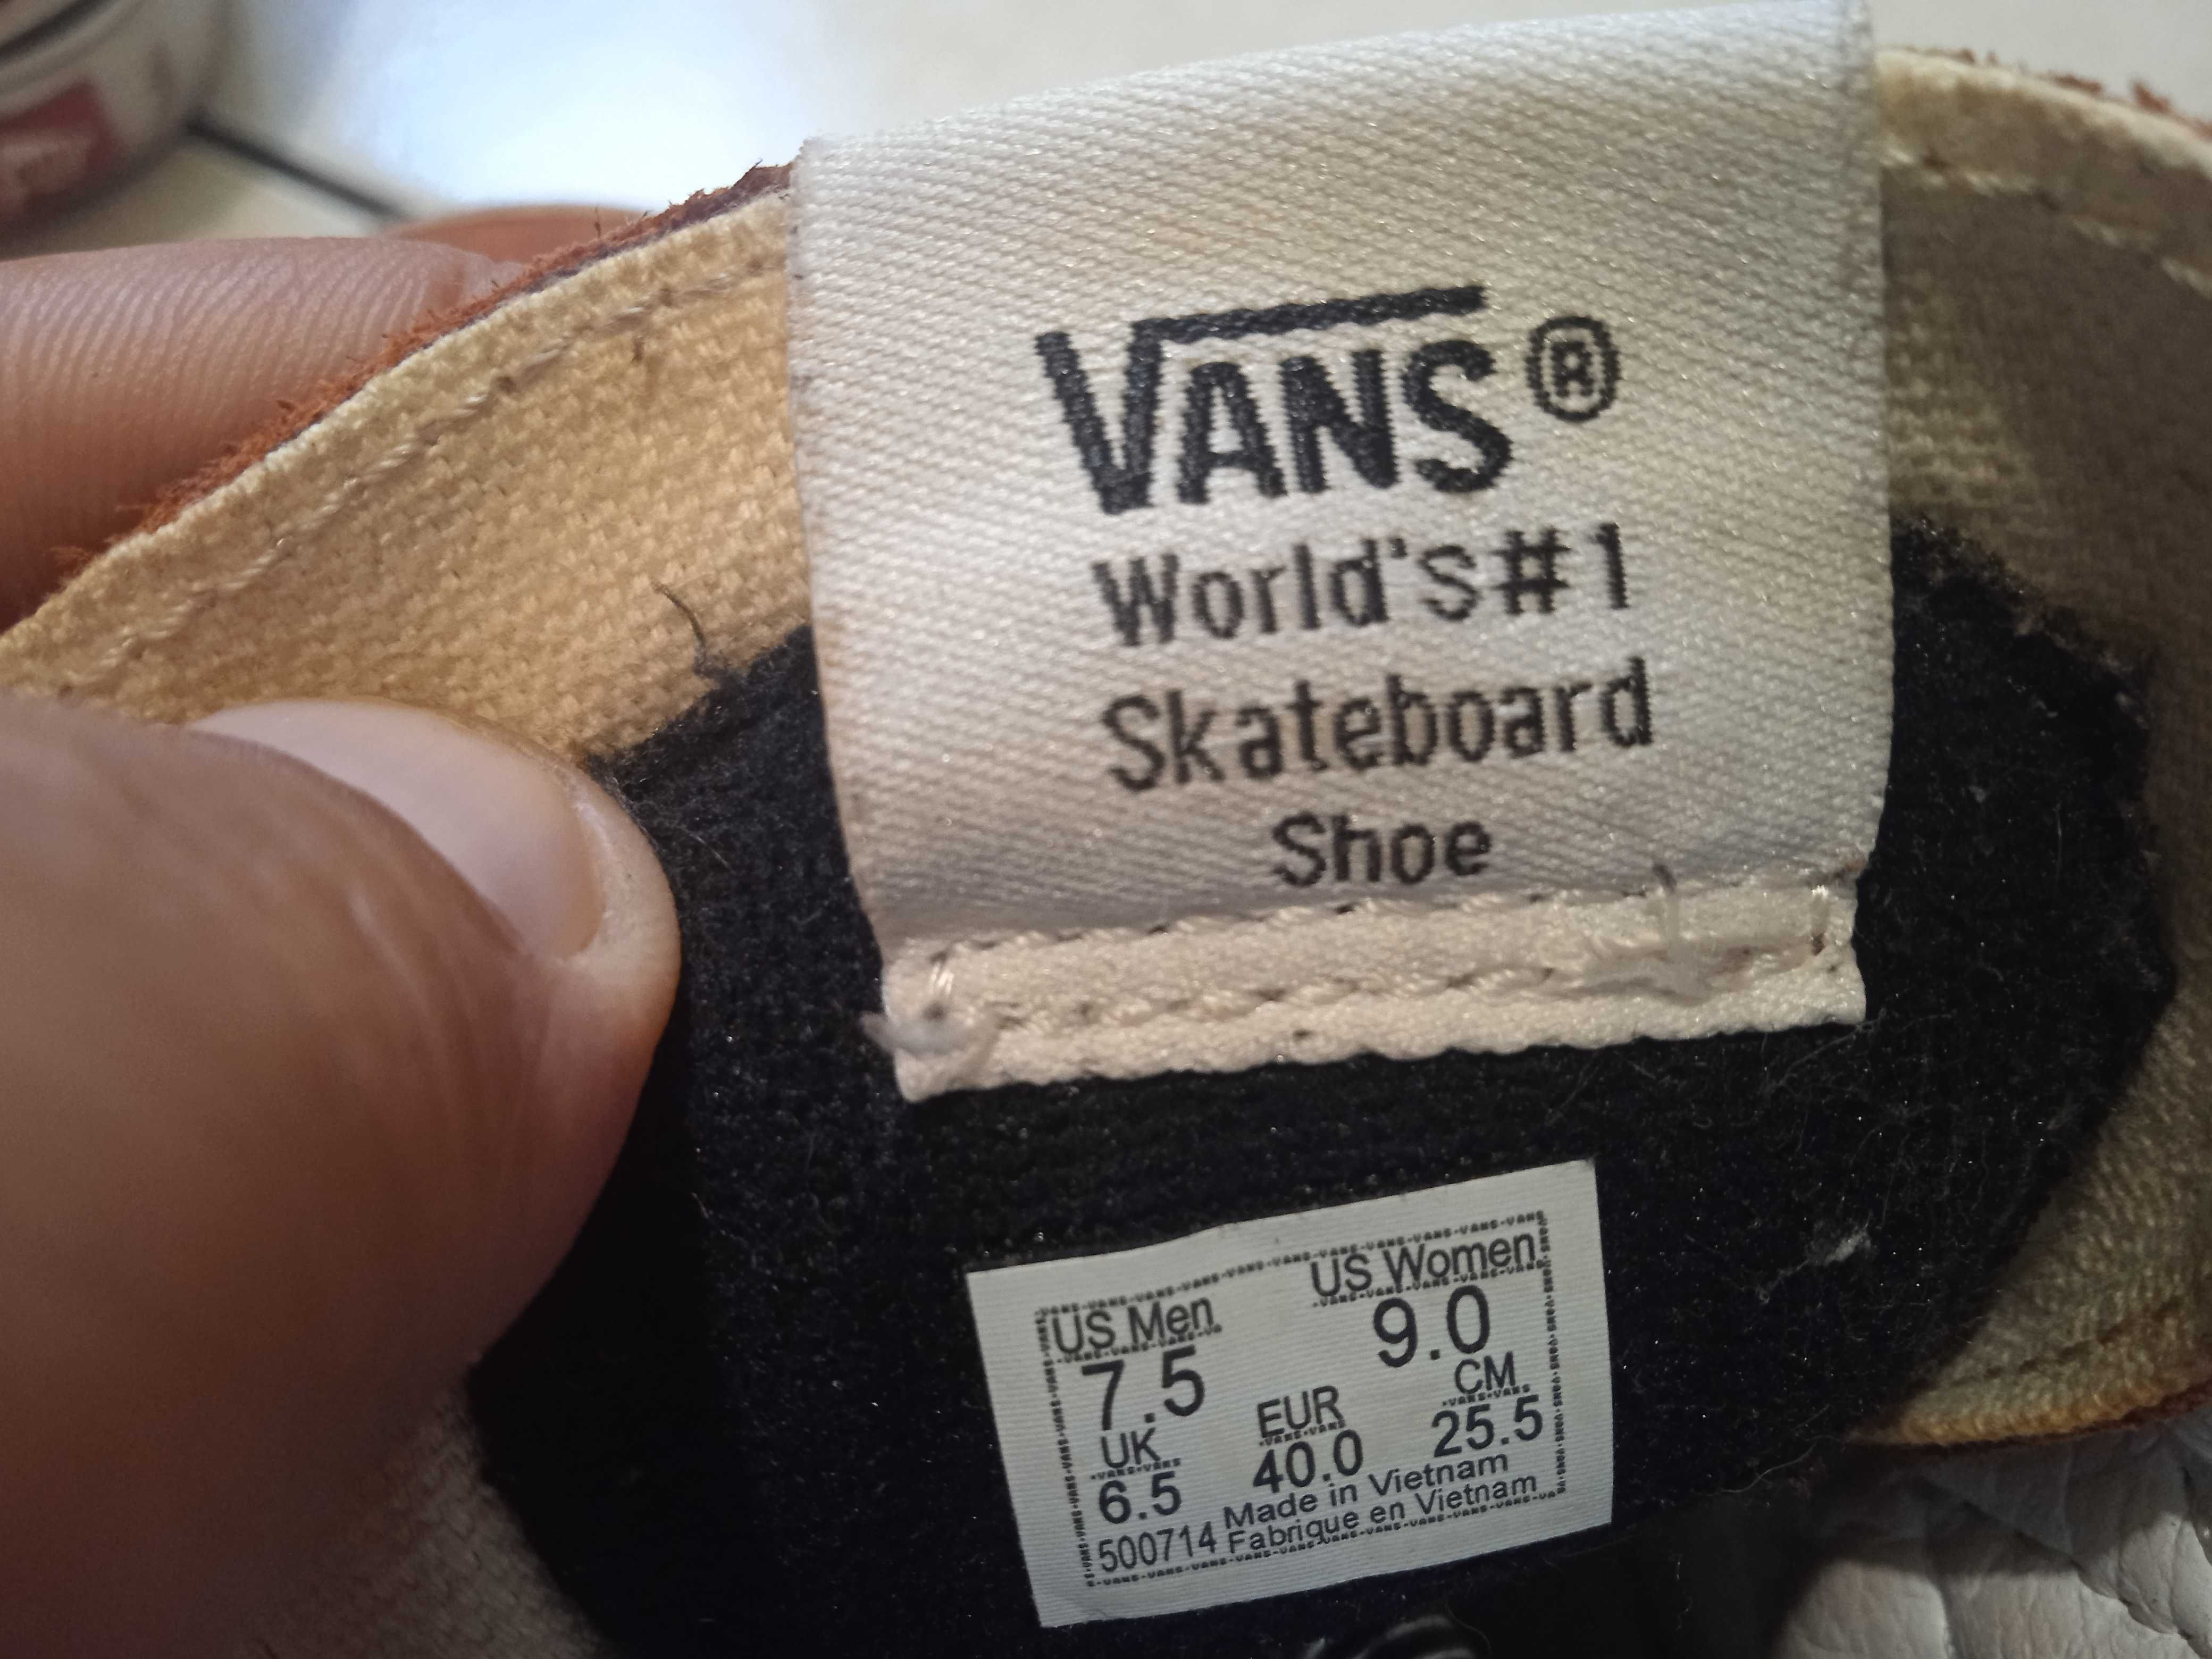 VANS®
World's #1
Skateboard
Shoe
US Men US Women
7.5 9.0
UK EUR CM
6.5 40.0 25.5
Made in Vietnam
500714 Fabrique en Vietnam